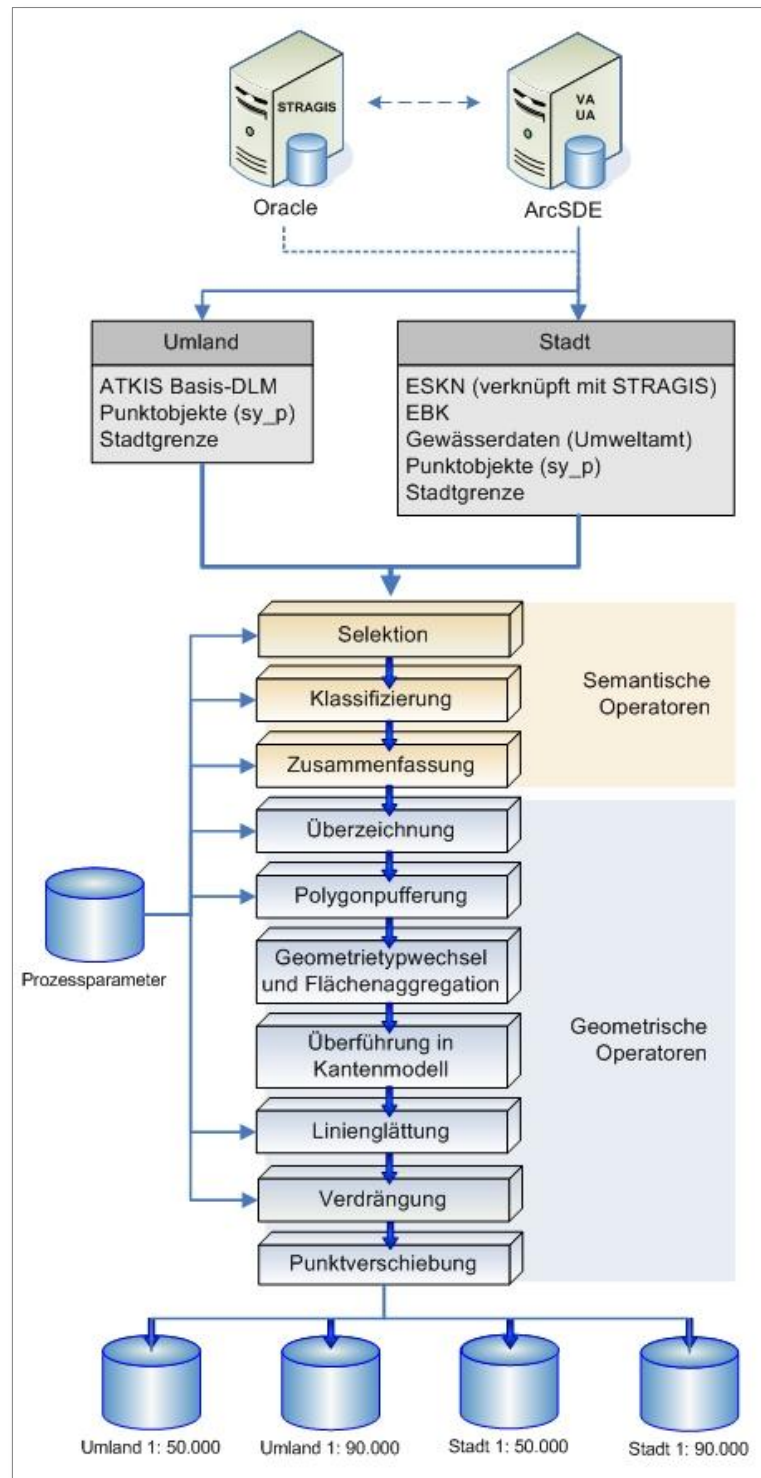 STRAGIS
VA
UA
Oracle
ArcSDE
Umland
ATKIS Basis-DLM
Punktobjekte (sy_p)
Stadtgrenze
Stadt
ESKN (verknüpft mit STRAGIS)
EBK
Gewässerdaten (Umweltamt)
Punktobjekte (sy_p)
Stadtgrenze
Selektion
Klassifizierung
Zusammenfassung
Semantische
Operatoren
Überzeichnung
Polygonpufferung
Geometrietypwechsel
und Flächenaggregation
Überführung in
Kantenmodell
Linienglättung
Verdrängung
Punktverschiebung
Geometrische
Operatoren
Prozessparameter
Umland 1: 50.000
Umland 1: 90.000
Stadt 1: 50.000
Stadt 1: 90.000